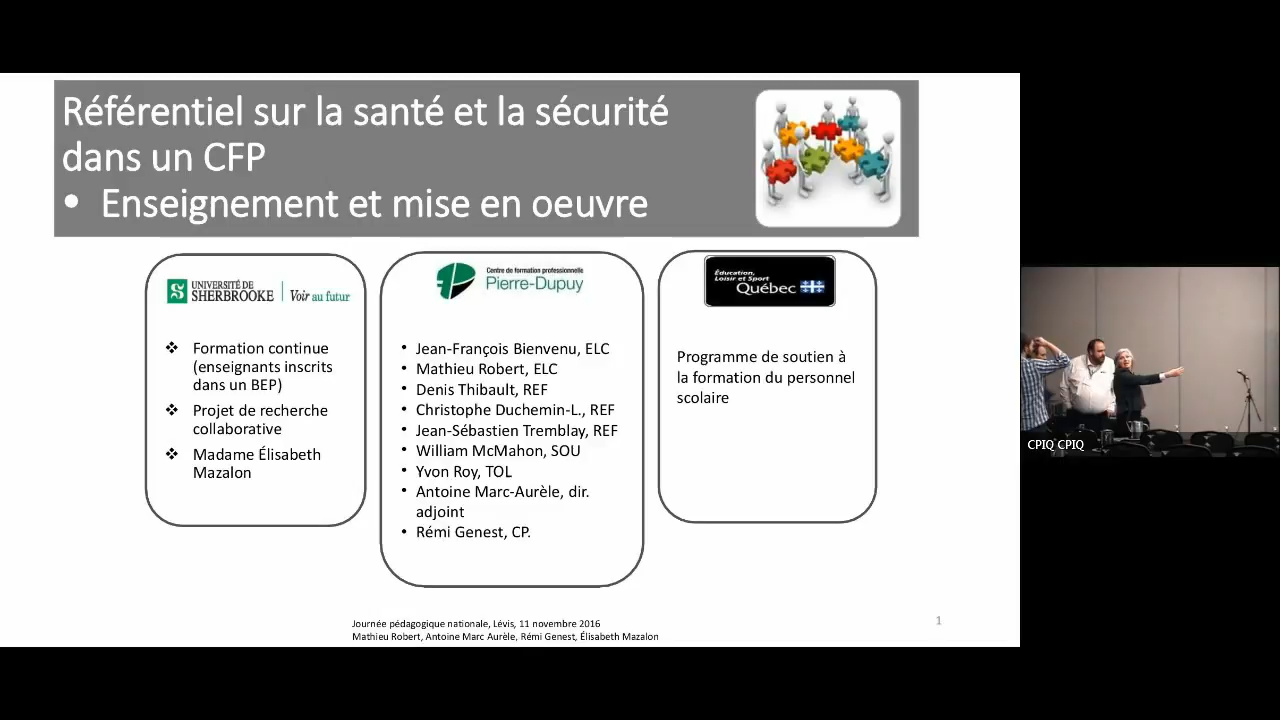 Référentiel sur la santé et la sécurité
dans un CFP
• Enseignement et mise en oeuvre
UNIVERSITÉ DE
SHERBROOKE
Voir au futur
❖ Formation continue
(enseignants inscrits
dans un BEP)
❖ Projet de recherche
collaborative
❖ Madame Élisabeth
Mazalon
Centre de formation professionnelle
Pierre-Dupuy
• Jean-François Bienvenu, ELC
• Mathieu Robert, ELC
• Denis Thibault, REF
• Christophe Duchemin-L., REF
• Jean-Sébastien Tremblay, REF
• William McMahon, SOU
• Yvon Roy, TOL
• Antoine Marc-Aurèle, dir.
adjoint
• Rémi Genest, CP.
Éducation,
Loisir et Sport
Québec
Programme de soutien à
la formation du personnel
scolaire
CPIQ CPIQ
Journée pédagogique nationale, Lévis, 11 novembre 2016
Mathieu Robert, Antoine Marc Aurèle, Rémi Genest, Élisabeth Mazalon
1